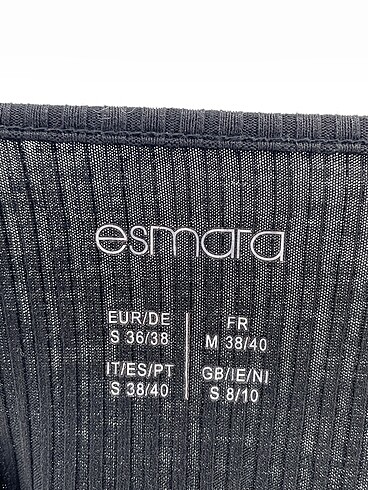 esmara
EUR/DE
S 36/38
FR
M 38/40
IT/ES/PT
S 38/40
GB/IE/NI
S 8/10